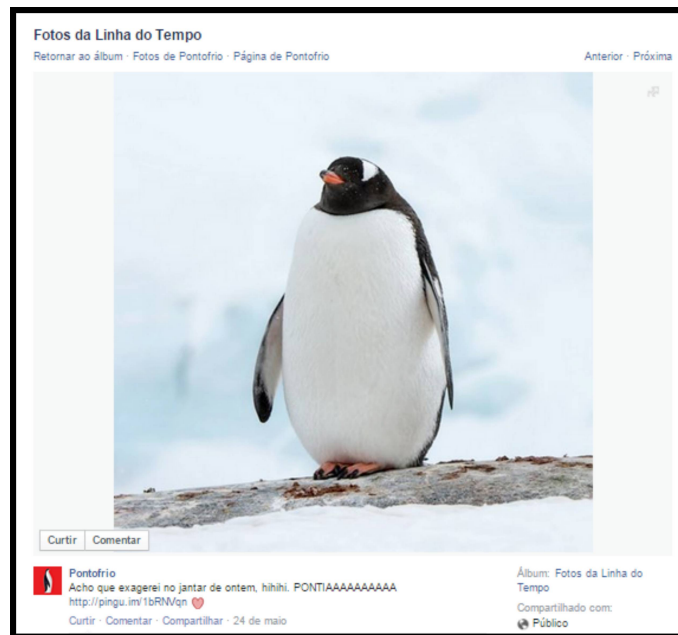 Fotos da Linha do Tempo
Retornar ao álbum · Fotos de Pontofrio · Página de Pontofrio
Anterior · Próxima
Curtir
Comentar
Pontofrio
Acho que exagerei no jantar de ontem, hihihi. PONTIAAAAAAAAAA
http://pingu.im/1bRNVqn
Curtir · Comentar · Compartilhar · 24 de maio
Álbum: Fotos da Linha do
Tempo
Compartilhado com:
Público